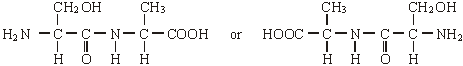 CH₂OH CH₃ CH₃ CH₂OH
H₂N C C N C COOH or HOOC C N C C NH₂
H O H H H H O H